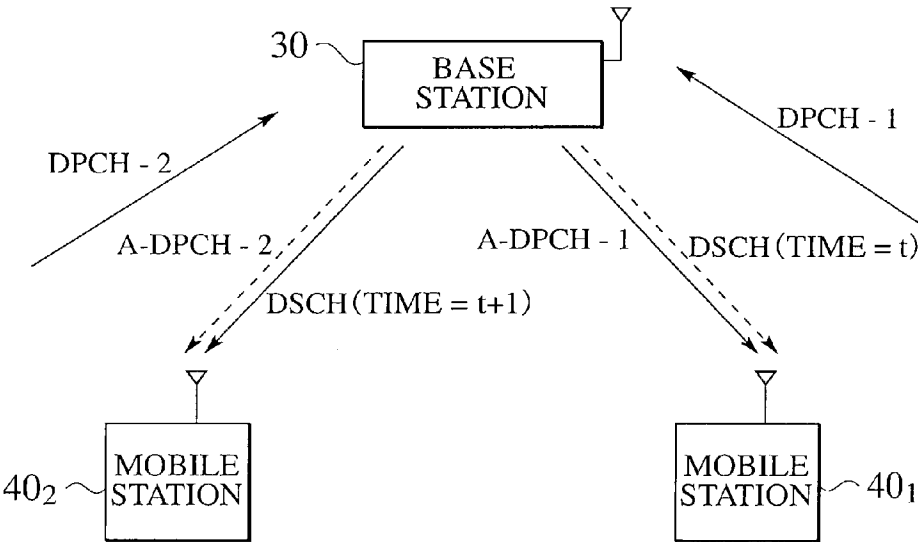 30
BASE
STATION
DPCH - 1
DPCH - 2
A-DPCH - 2
A-DPCH - 1
DSCH (TIME = t)
DSCH (TIME = t+1)
MOBILE
STATION
40₂
MOBILE
STATION
40₁